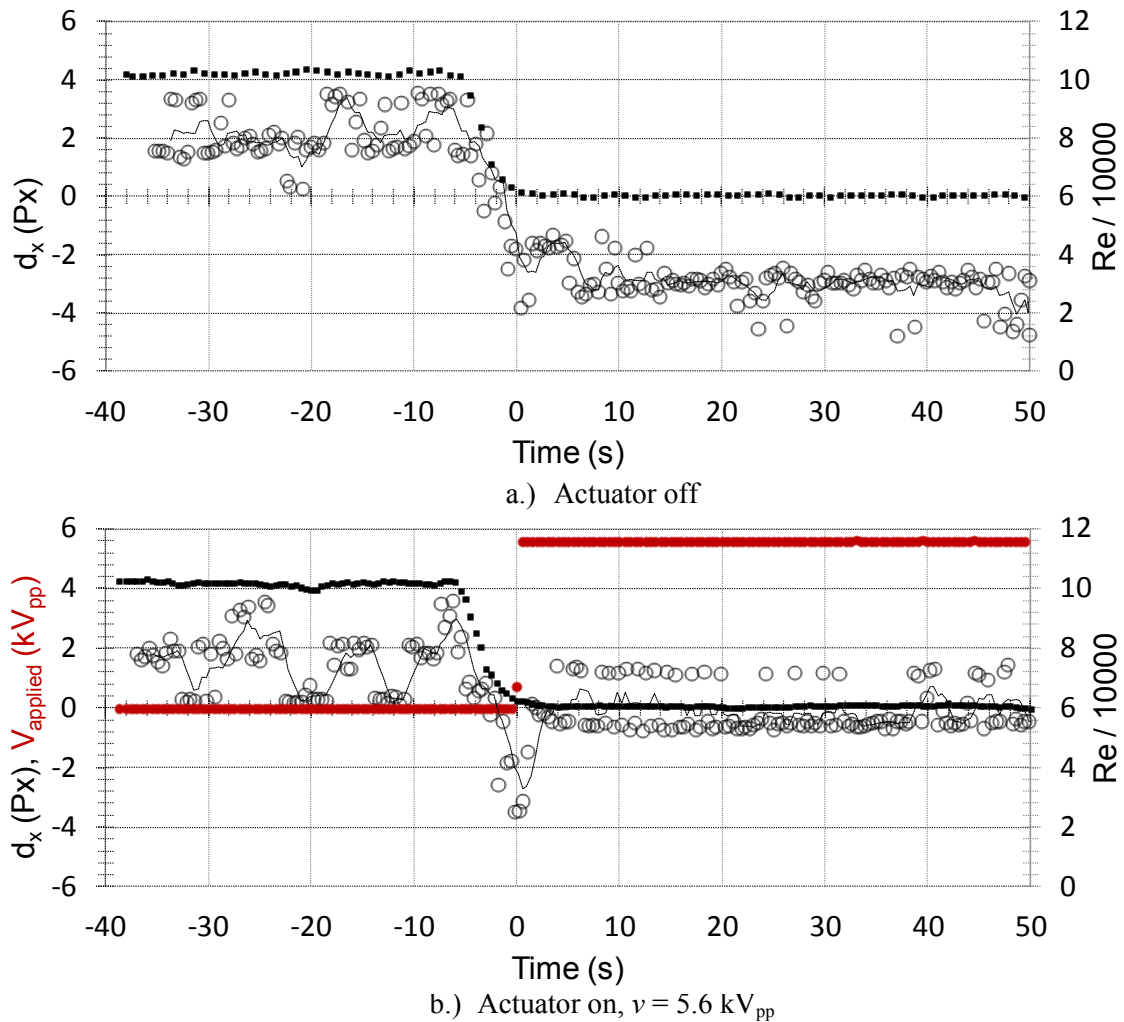 6
4
2
0
-2
-4
-6
d_x (Px)
12
10
8
6
4
2
0
Re / 10000
-40 -30 -20 -10 0 10 20 30 40 50
Time (s)
a.) Actuator off
6
4
2
0
-2
-4
-6
d_x (Px), V_applied (kV_pp)
12
10
8
6
4
2
0
Re / 10000
-40 -30 -20 -10 0 10 20 30 40 50
Time (s)
b.) Actuator on, v = 5.6 kV_pp